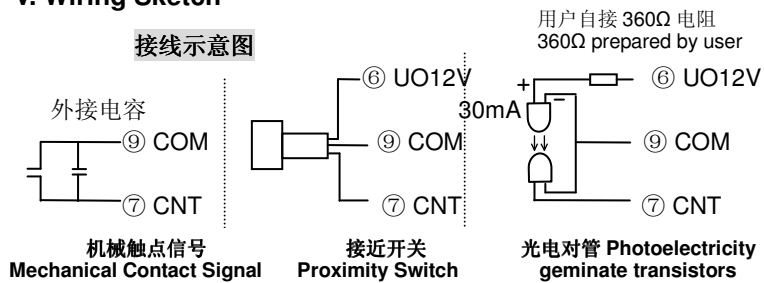 V. Wiring Sketch
接线示意图
用户自接 360Ω 电阻
360Ω prepared by user
外接电容
⑨ COM
⑦ CNT
机械触点信号
Mechanical Contact Signal
⑥ UO12V
⑨ COM
⑦ CNT
接近开关
Proximity Switch
+
−
30mA
⑥ UO12V
⑨ COM
⑦ CNT
光电对管 Photoelectricity
geminate transistors